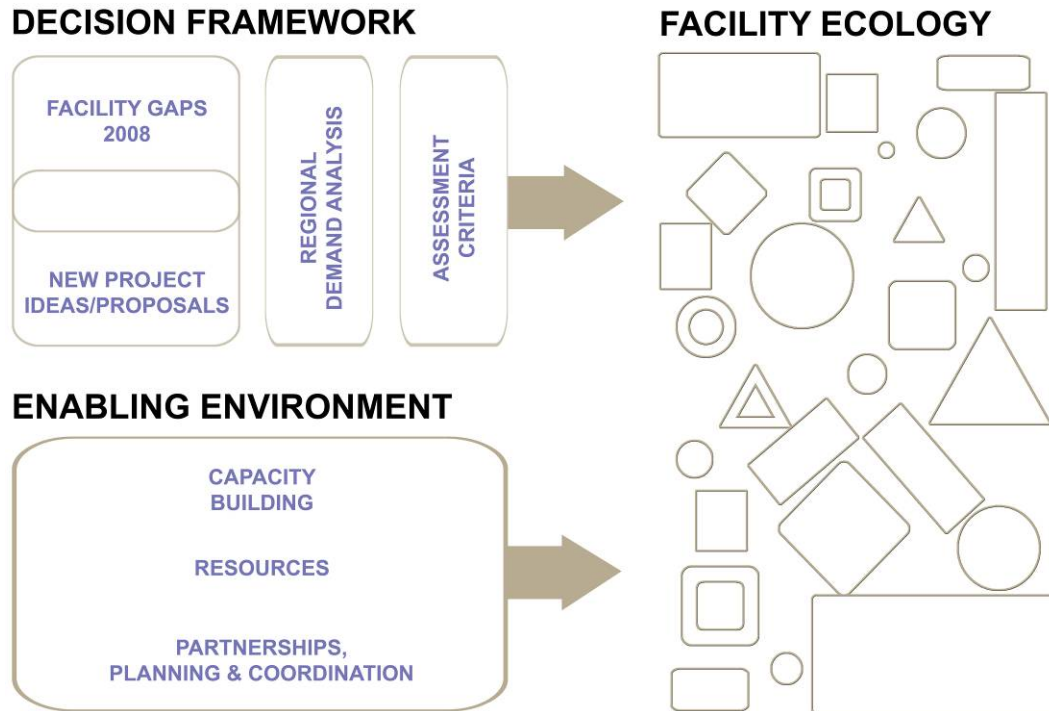 DECISION FRAMEWORK
FACILITY GAPS
2008
NEW PROJECT
IDEAS/PROPOSALS
REGIONAL
DEMAND ANALYSIS
ASSESSMENT
CRITERIA
ENABLING ENVIRONMENT
CAPACITY
BUILDING
RESOURCES
PARTNERSHIPS,
PLANNING & COORDINATION
FACILITY ECOLOGY